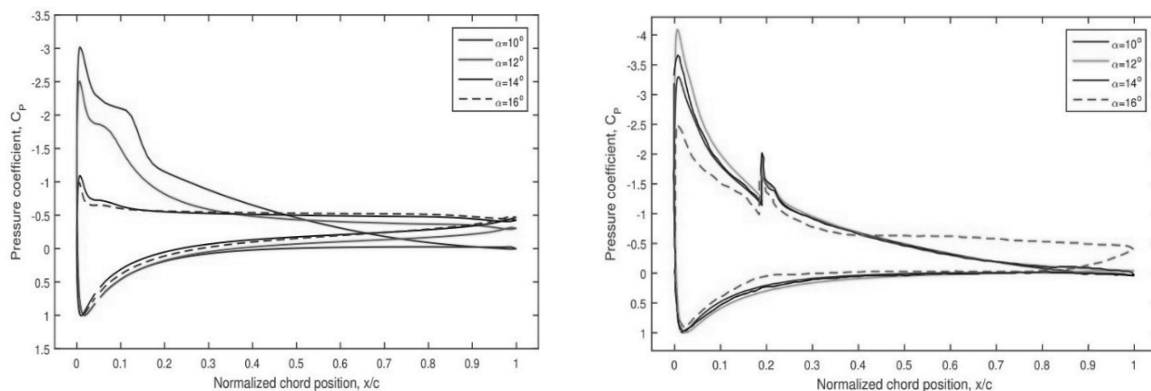 -3.5
-3
-2.5
-2
-1.5
-1
-0.5
0
0.5
1
1.5
Pressure coefficient, C_P
0 0.1 0.2 0.3 0.4 0.5 0.6 0.7 0.8 0.9 1
Normalized chord position, x/c
α=10°
α=12°
α=14°
α=16°
-4
-3.5
-3
-2.5
-2
-1.5
-1
-0.5
0
0.5
1
Pressure coefficient, C_P
0 0.1 0.2 0.3 0.4 0.5 0.6 0.7 0.8 0.9 1
Normalized chord position, x/c
α=10°
α=12°
α=14°
α=16°